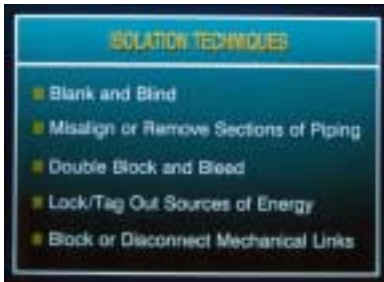 ISOLATION TECHNIQUES
Blank and Blind
Misalign or Remove Sections of Piping
Double Block and Bleed
Lock/Tag Out Sources of Energy
Block or Disconnect Mechanical Links